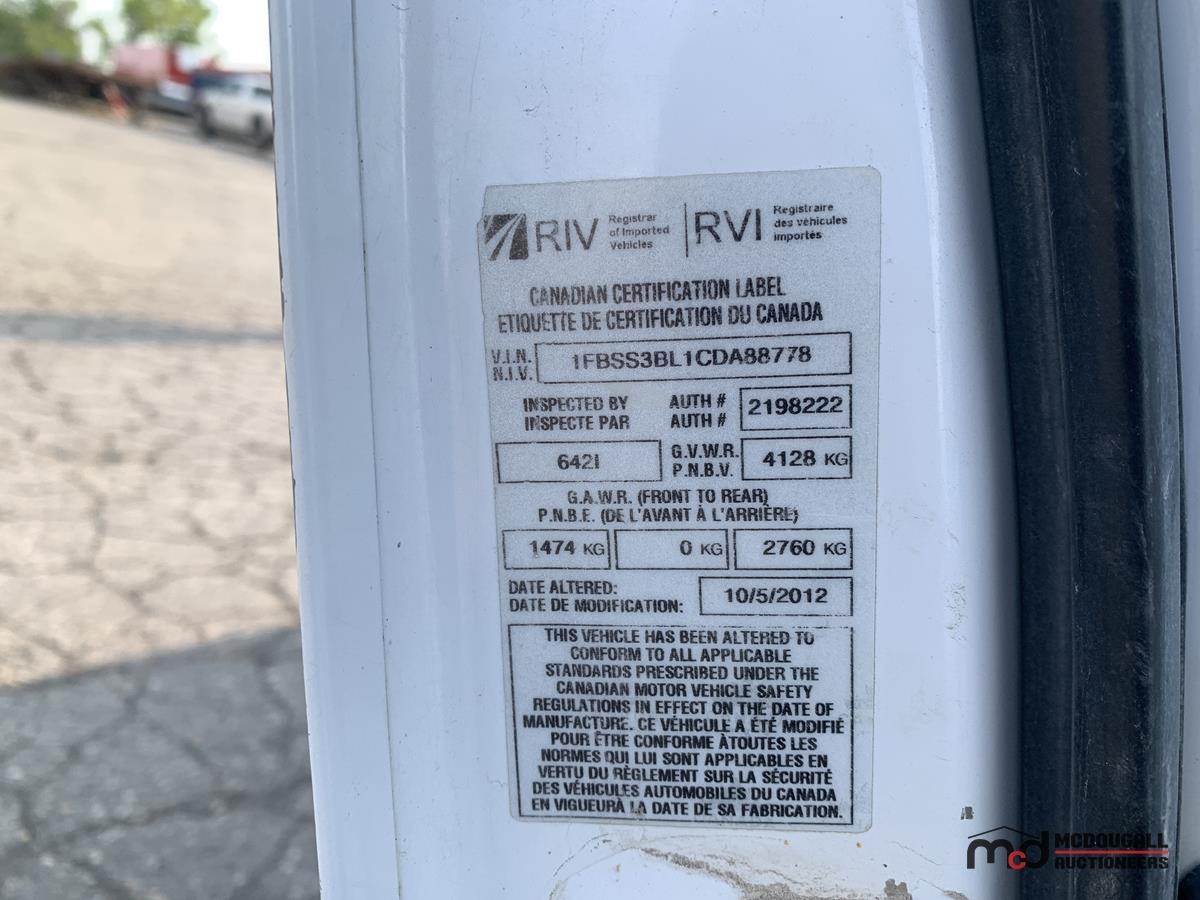 RIV Registrar of Imported Vehicles | RVI Registraire des véhicules importés
CANADIAN CERTIFICATION LABEL
ETIQUETTE DE CERTIFICATION DU CANADA
V.I.N. 1FBSS3BL1CDA88778
N.I.V.
INSPECTED BY AUTH # 2198222
INSPECTE PAR AUTH #
642I G.V.W.R. 4128 KG
P.N.B.V.
G.A.W.R. (FRONT TO REAR)
P.N.B.E. (DE L'AVANT À L'ARRIÈRE)
1474 KG 0 KG 2760 KG
DATE ALTERED:
DATE DE MODIFICATION: 10/5/2012
THIS VEHICLE HAS BEEN ALTERED TO
CONFORM TO ALL APPLICABLE
STANDARDS PRESCRIBED UNDER THE
CANADIAN MOTOR VEHICLE SAFETY
REGULATIONS IN EFFECT ON THE DATE OF
MANUFACTURE. CE VÉHICULE A ÉTÉ MODIFIÉ
POUR ÊTRE CONFORME ÀTOUTES LES
NORMES QUI LUI SONT APPLICABLES EN
VERTU DU RÈGLEMENT SUR LA SÉCURITÉ
DES VÉHICULES AUTOMOBILES DU CANADA
EN VIGUEURÀ LA DATE DE SA FABRICATION.
mcd MCDOUGALL
AUCTIONEERS